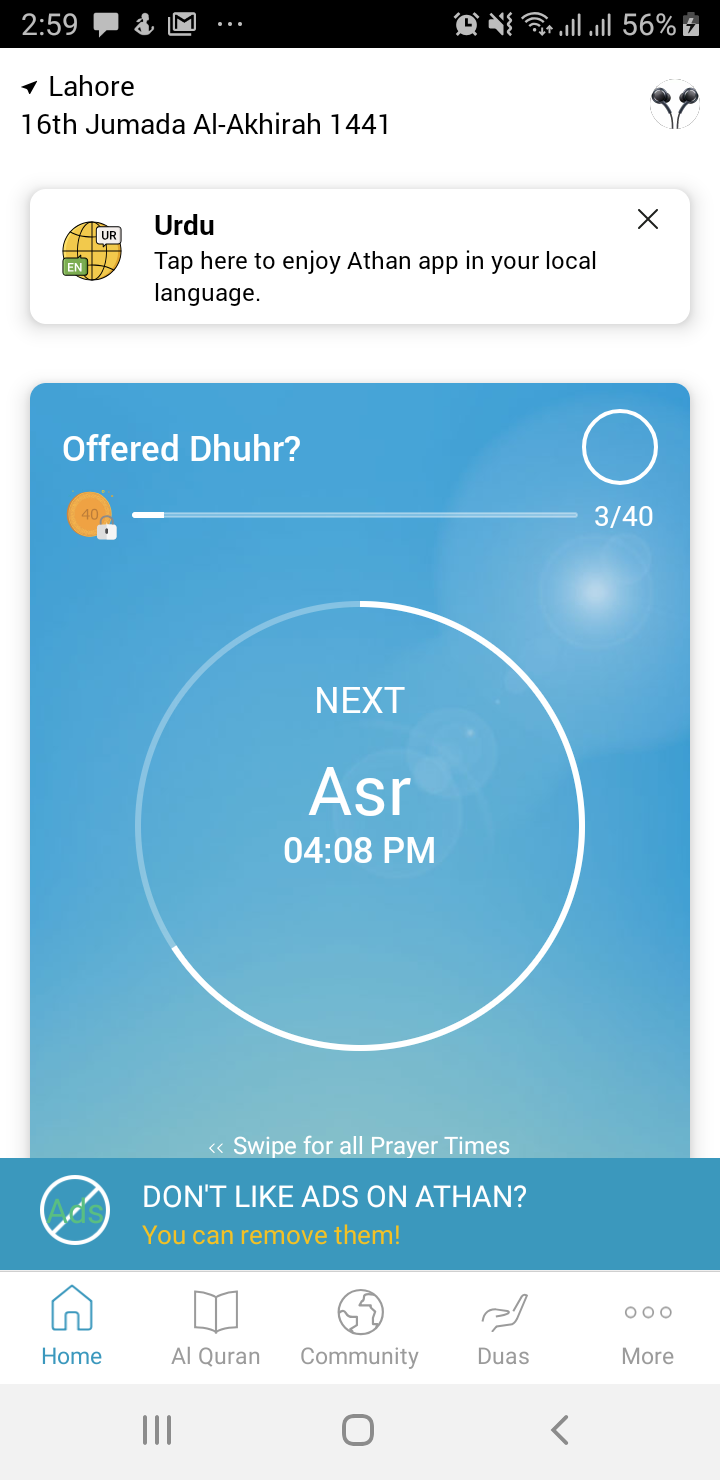 2:59
56%
Lahore
16th Jumada Al-Akhirah 1441
UR
EN
Urdu
Tap here to enjoy Athan app in your local
language.
Offered Dhuhr?
40
3/40
NEXT
Asr
04:08 PM
<< Swipe for all Prayer Times
Ads
DON'T LIKE ADS ON ATHAN?
You can remove them!
Home
Al Quran
Community
Duas
More